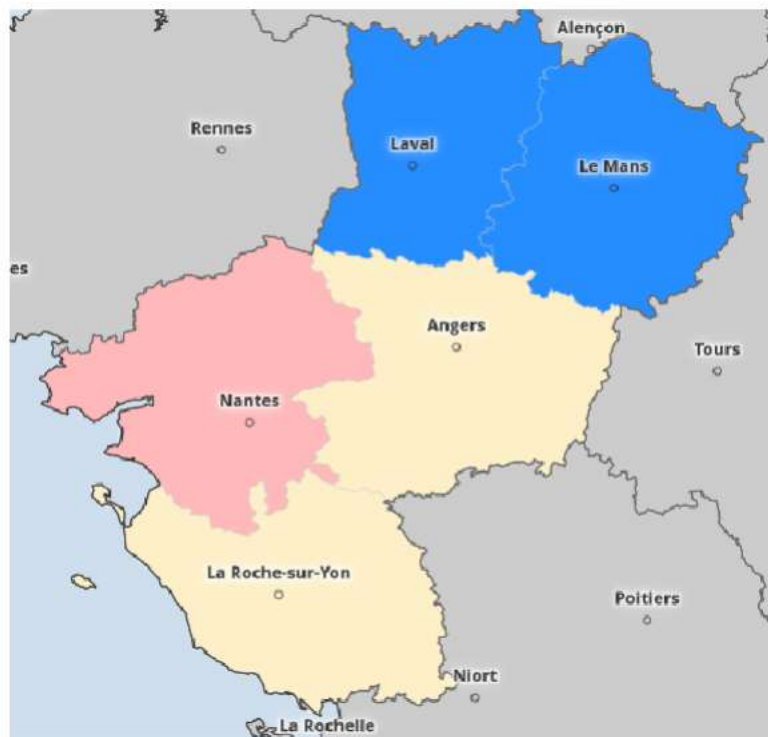 Alençon
Rennes
Laval
Le Mans
es
Angers
Tours
Nantes
La Roche-sur-Yon
Poitiers
Niort
La Rochelle